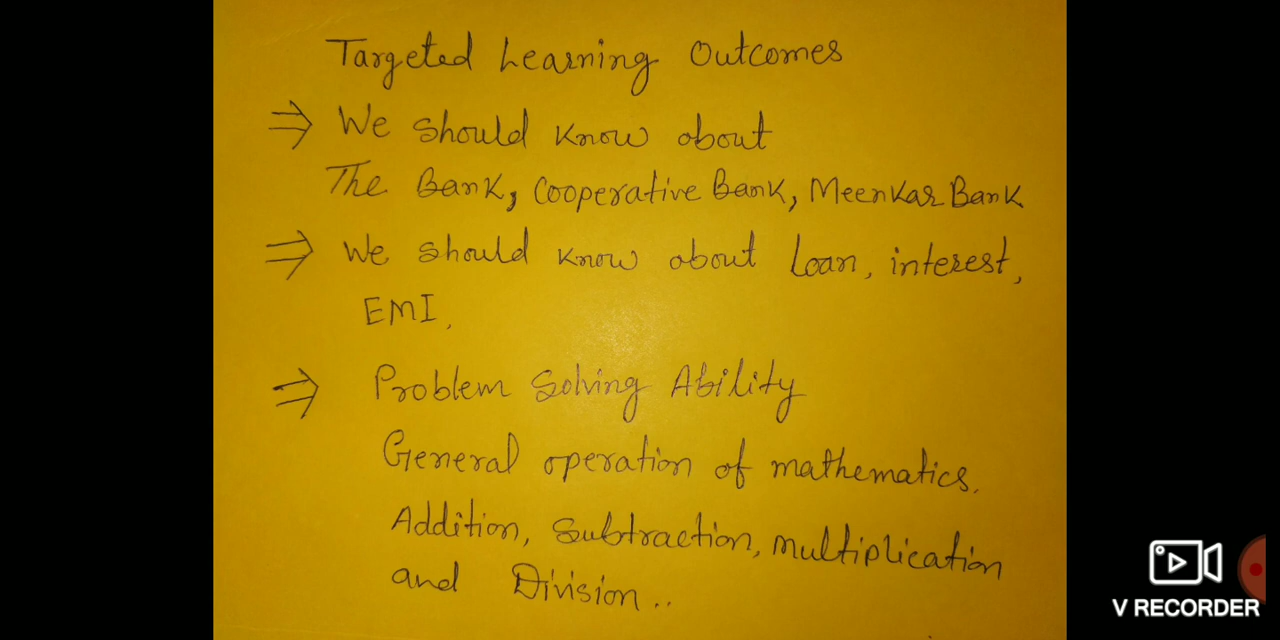 Targeted Learning Outcomes
⇒ We should know about
The Bank, Cooperative Bank, Meenkar Bank
⇒ We should know about Loan, interest,
EMI,
⇒ Problem Solving Ability
General operation of mathematics.
Addition, Subtraction, multiplication
and Division..
V RECORDER